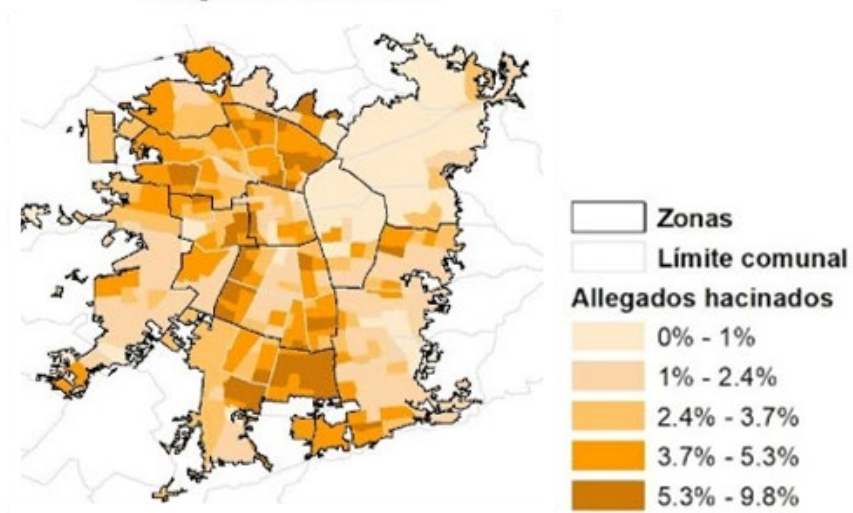 Zonas
Límite comunal
Allegados hacinados
0% - 1%
1% - 2.4%
2.4% - 3.7%
3.7% - 5.3%
5.3% - 9.8%